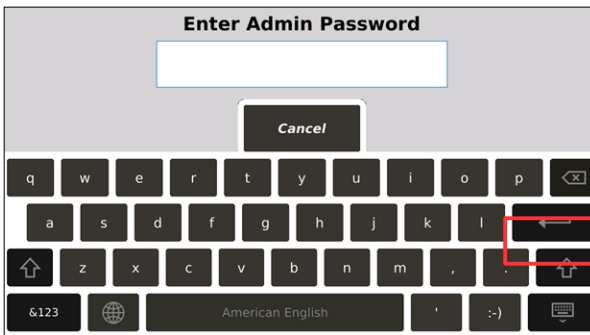 Enter Admin Password
Cancel
q w e r t y u i o p
a s d f g h j k l
z x c v b n m , .
&123 American English ' :-)